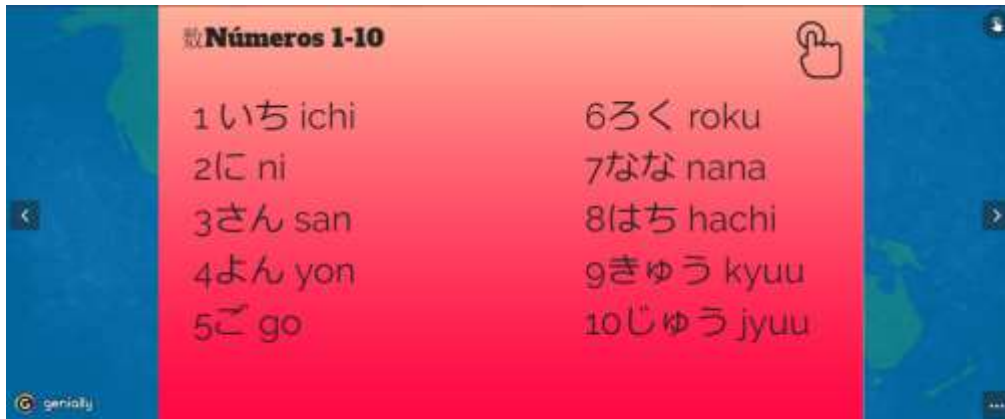 数Números 1-10
1 いち ichi
2に ni
3さん san
4よん yon
5ご go
6ろく roku
7なな nana
8はち hachi
9きゅう kyuu
10じゅう jyuu
genially